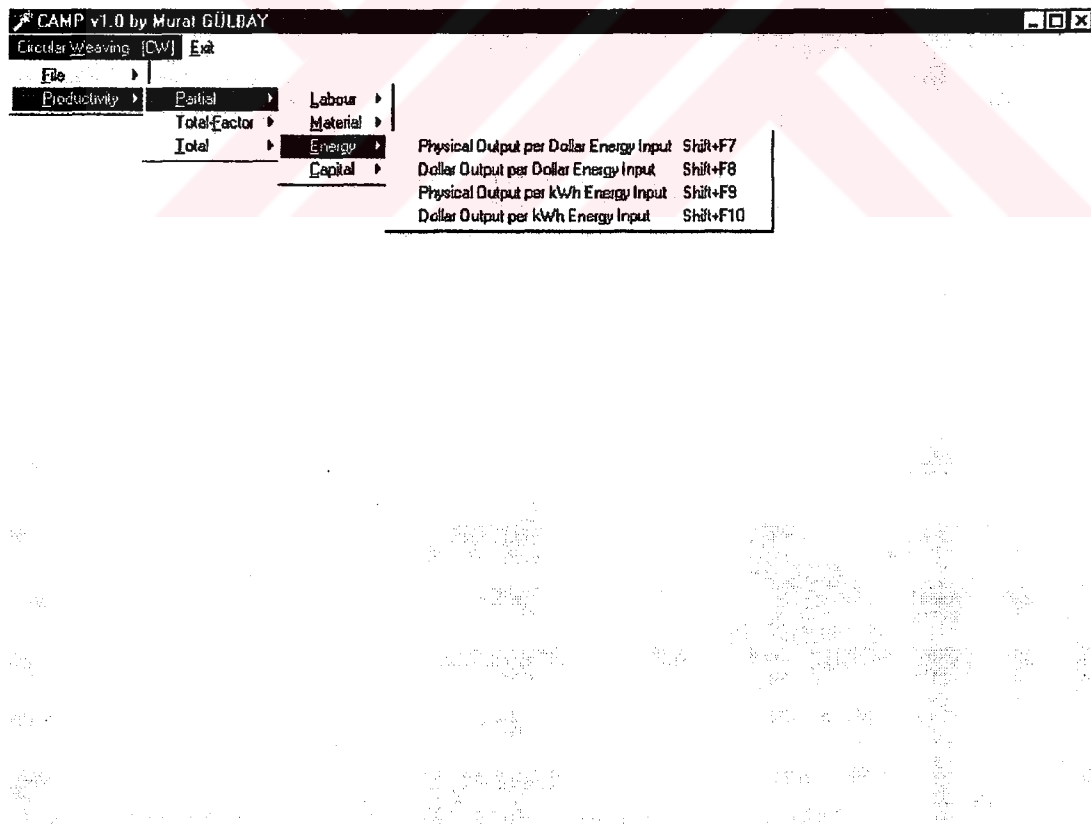 CAMP v1.0 by Murat GÜLBAY
Circular Weaving [CW] Exit
File
Productivity
Partial
Total-Factor
Total
Labour
Material
Energy
Capital
Physical Output per Dollar Energy Input Shift+F7
Dollar Output per Dollar Energy Input Shift+F8
Physical Output per kWh Energy Input Shift+F9
Dollar Output per kWh Energy Input Shift+F10